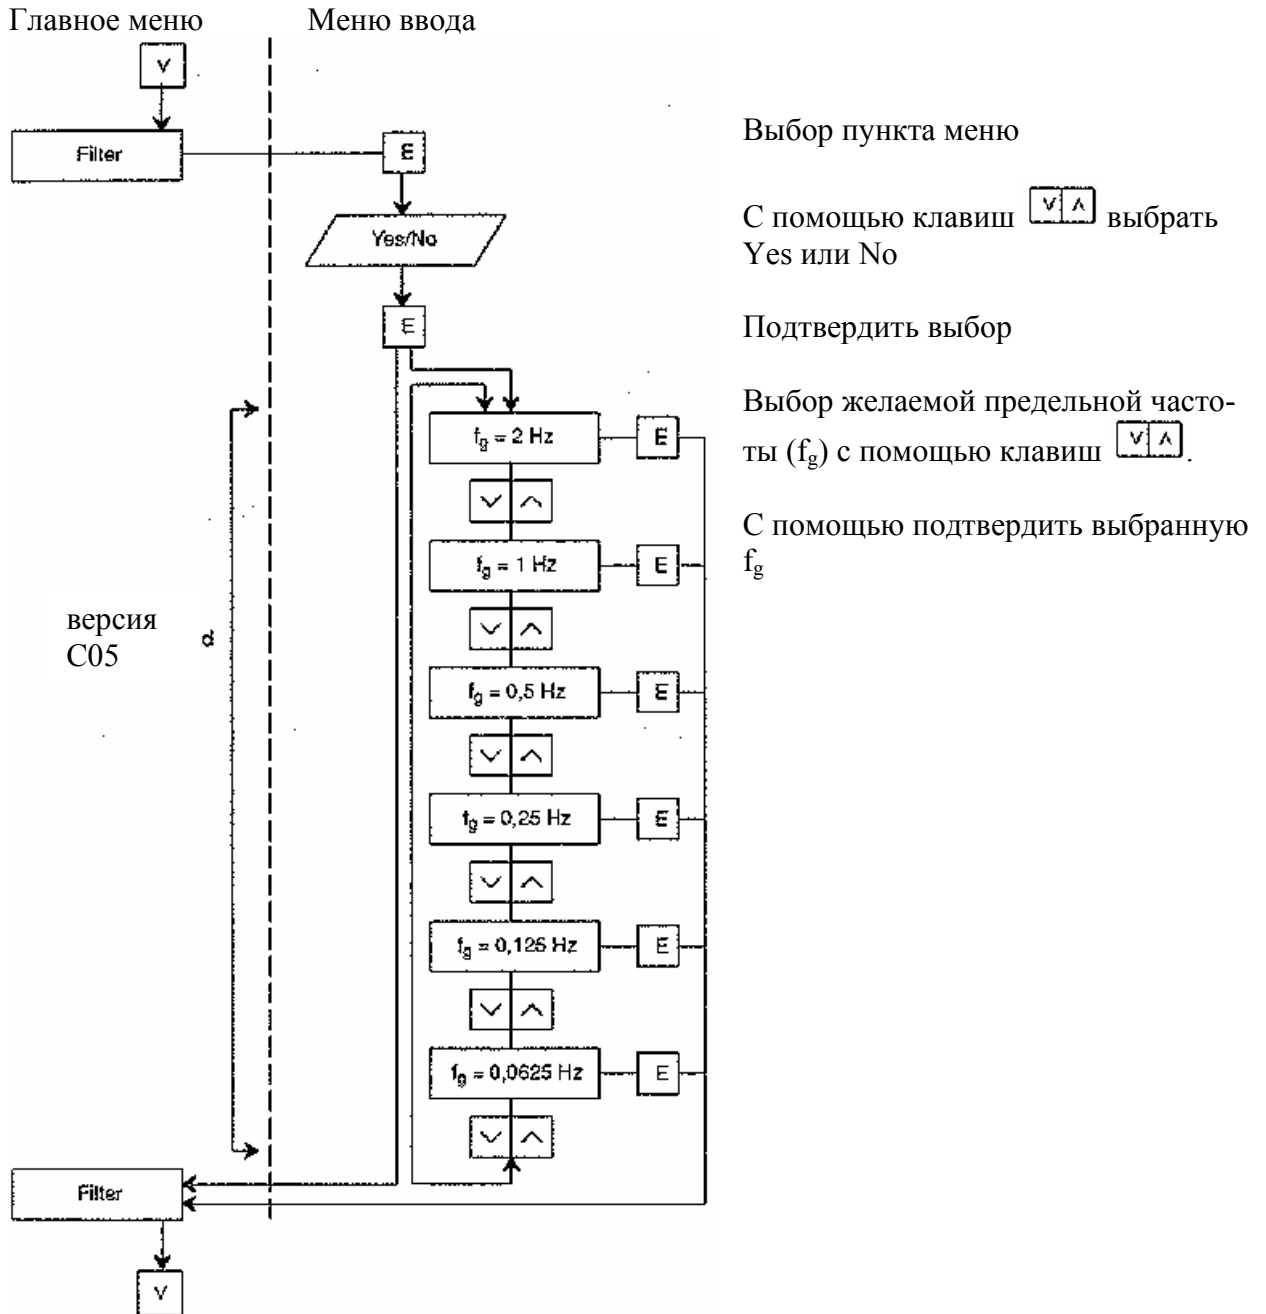 Главное меню
Меню ввода
V
Filter
E
Yes/No
E
f_g = 2 Hz
E
V Λ
f_g = 1 Hz
E
V Λ
f_g = 0,5 Hz
E
V Λ
f_g = 0,25 Hz
E
V Λ
f_g = 0,125 Hz
E
V Λ
f_g = 0,0625 Hz
E
V Λ
версия
C05
Filter
V
Выбор пункта меню
С помощью клавиш V Λ выбрать
Yes или No
Подтвердить выбор
Выбор желаемой предельной часто-
ты (f_g) с помощью клавиш V Λ.
С помощью подтвердить выбранную
f_g